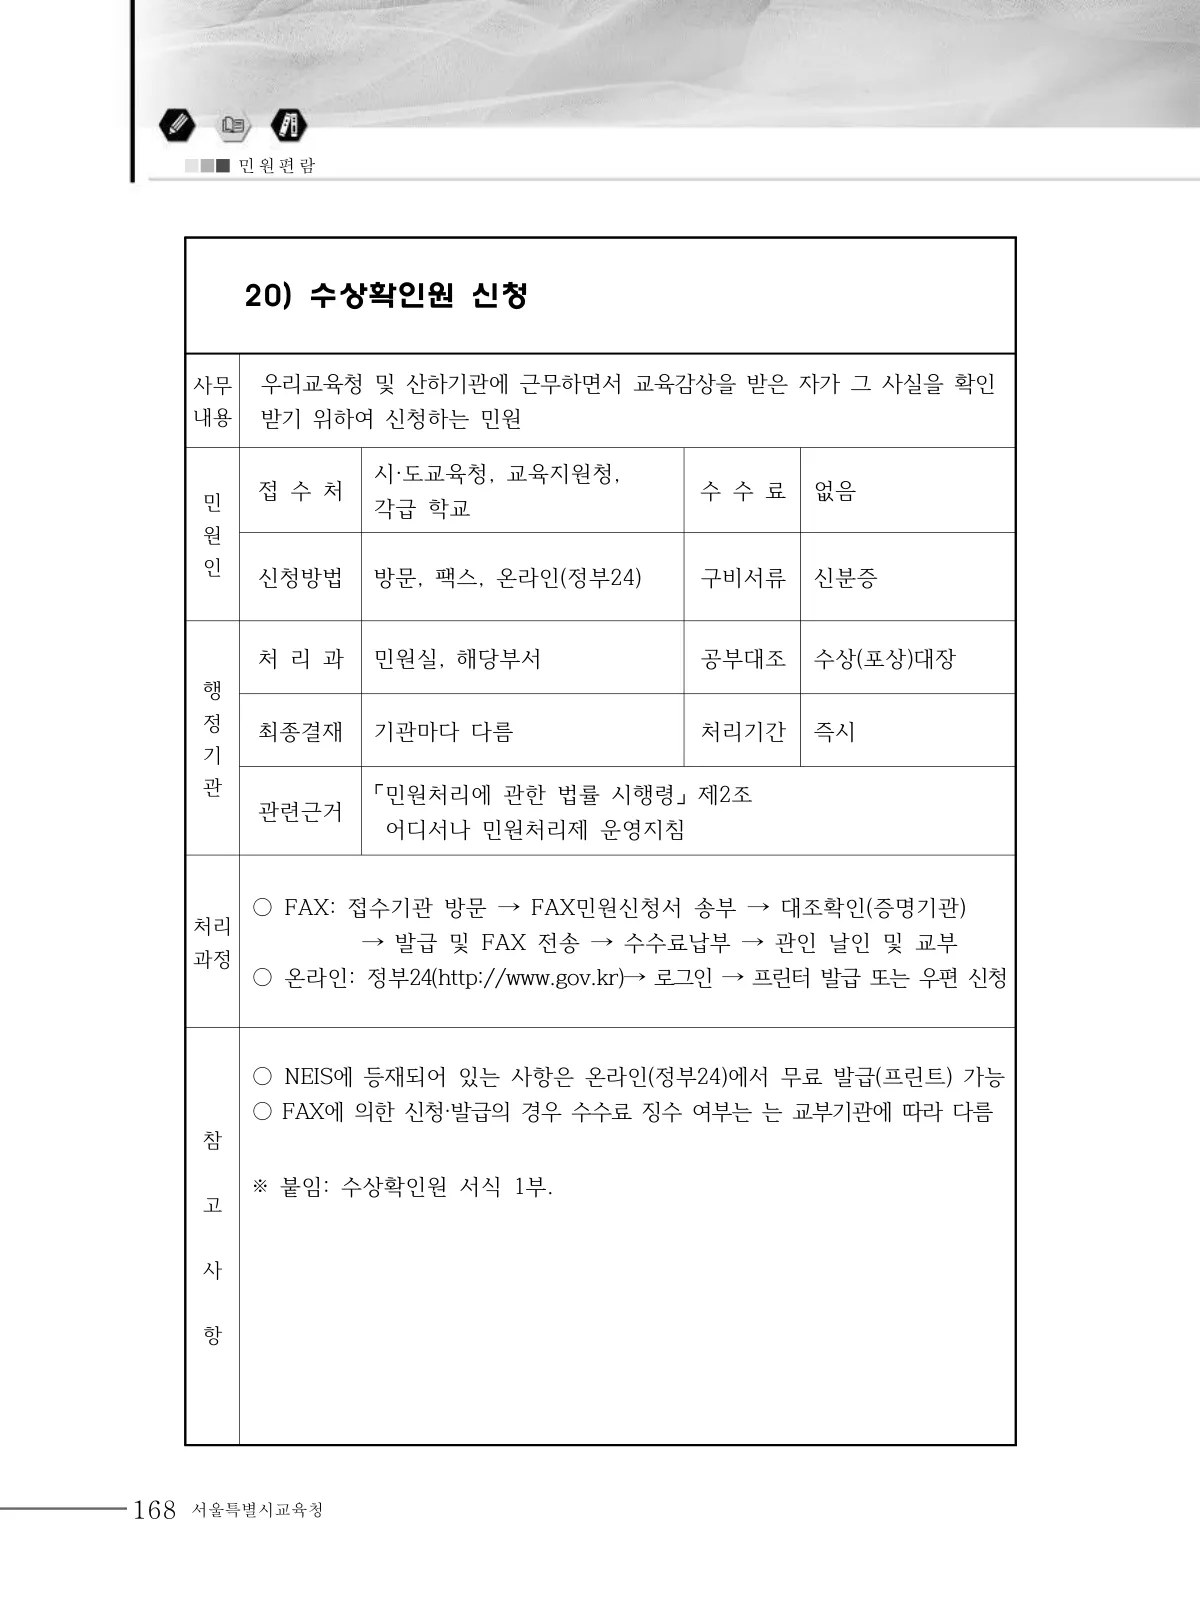 민원편람
20) 수상확인원 신청
사무
내용
우리교육청 및 산하기관에 근무하면서 교육감상을 받은 자가 그 사실을 확인
받기 위하여 신청하는 민원
민
원
인
접 수 처
시·도교육청, 교육지원청,
각급 학교
수 수 료
없음
신청방법
방문, 팩스, 온라인(정부24)
구비서류
신분증
행
정
기
관
처 리 과
민원실, 해당부서
공부대조
수상(포상)대장
최종결재
기관마다 다름
처리기간
즉시
관련근거
「민원처리에 관한 법률 시행령」 제2조
어디서나 민원처리제 운영지침
처리
과정
○ FAX: 접수기관 방문 → FAX민원신청서 송부 → 대조확인(증명기관)
→ 발급 및 FAX 전송 → 수수료납부 → 관인 날인 및 교부
○ 온라인: 정부24(http://www.gov.kr)→ 로그인 → 프린터 발급 또는 우편 신청
참
고
사
항
○ NEIS에 등재되어 있는 사항은 온라인(정부24)에서 무료 발급(프린트) 가능
○ FAX에 의한 신청·발급의 경우 수수료 징수 여부는 는 교부기관에 따라 다름
※ 붙임: 수상확인원 서식 1부.
168 서울특별시교육청